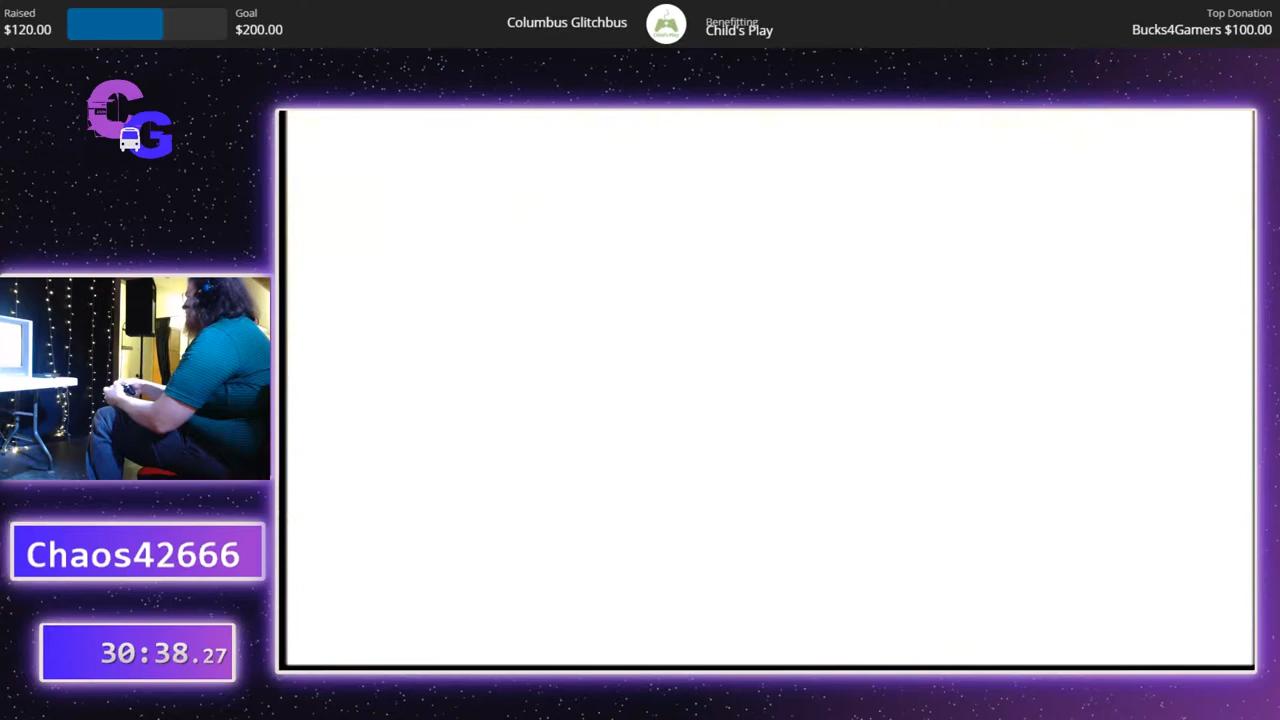 Raised
$120.00
Goal
$200.00
Columbus Glitchbus
Benefitting
Child's Play
Top Donation
Bucks4Gamers $100.00
CG
Chaos42666
30:38.27